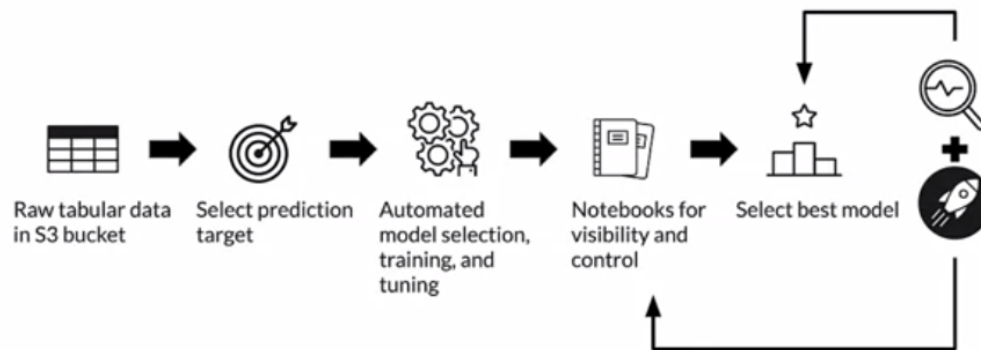 Raw tabular data
in S3 bucket
Select prediction
target
Automated
model selection,
training, and
tuning
Notebooks for
visibility and
control
Select best model